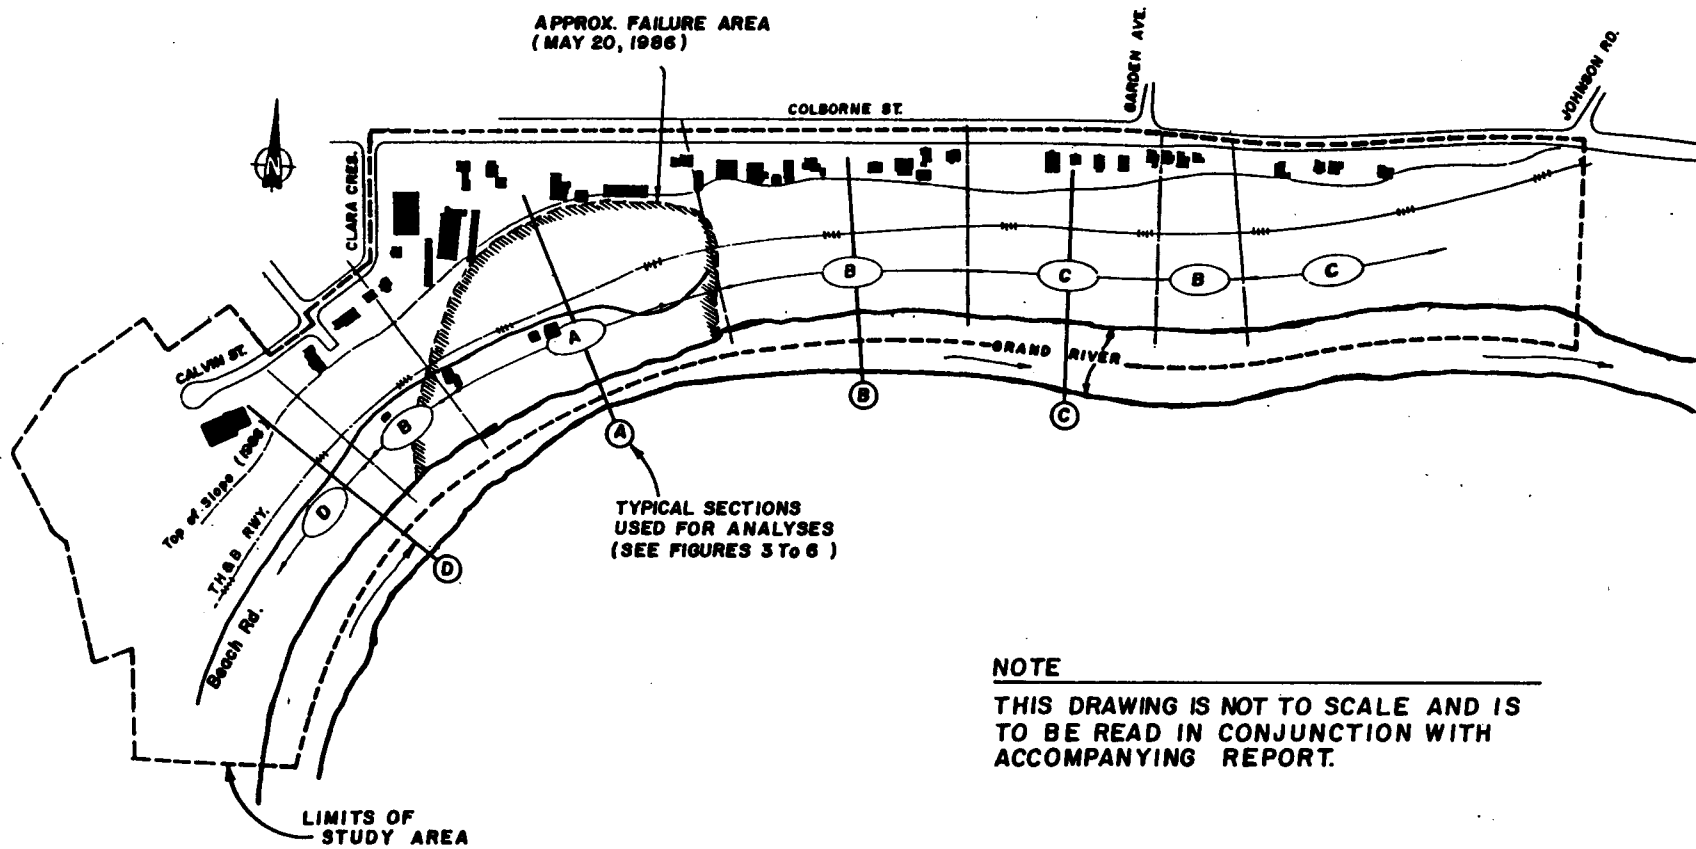 APPROX. FAILURE AREA
(MAY 20, 1986)
GARDEN AVE.
JOHNSON RD.
COLBORNE ST.
CLARA CRES.
N
B
C
B
C
A
GRAND RIVER
CALVIN ST.
B
B
C
A
Top of Slope (1986)
D
TYPICAL SECTIONS
USED FOR ANALYSES
(SEE FIGURES 3 To 6 )
T.H & B RWY.
D
Beach Rd.
NOTE
THIS DRAWING IS NOT TO SCALE AND IS
TO BE READ IN CONJUNCTION WITH
ACCOMPANYING REPORT.
LIMITS OF
STUDY AREA